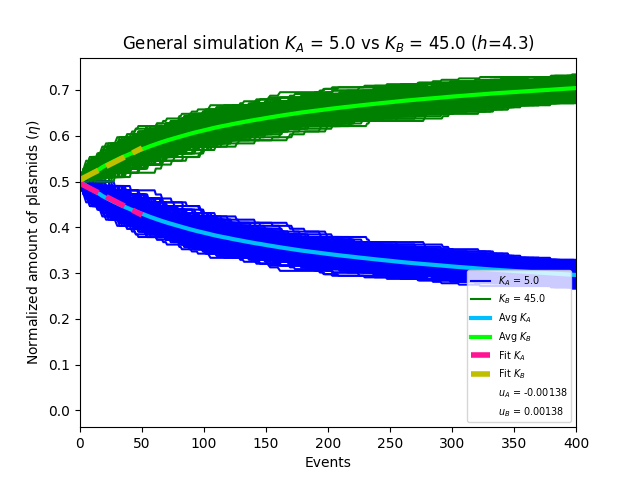 General simulation K_A = 5.0 vs K_B = 45.0 (h=4.3)
Normalized amount of plasmids (η)
0.7
0.6
0.5
0.4
0.3
0.2
0.1
0.0
K_A = 5.0
K_B = 45.0
Avg K_A
Avg K_B
Fit K_A
Fit K_B
u_A = -0.00138
u_B = 0.00138
0 50 100 150 200 250 300 350 400
Events